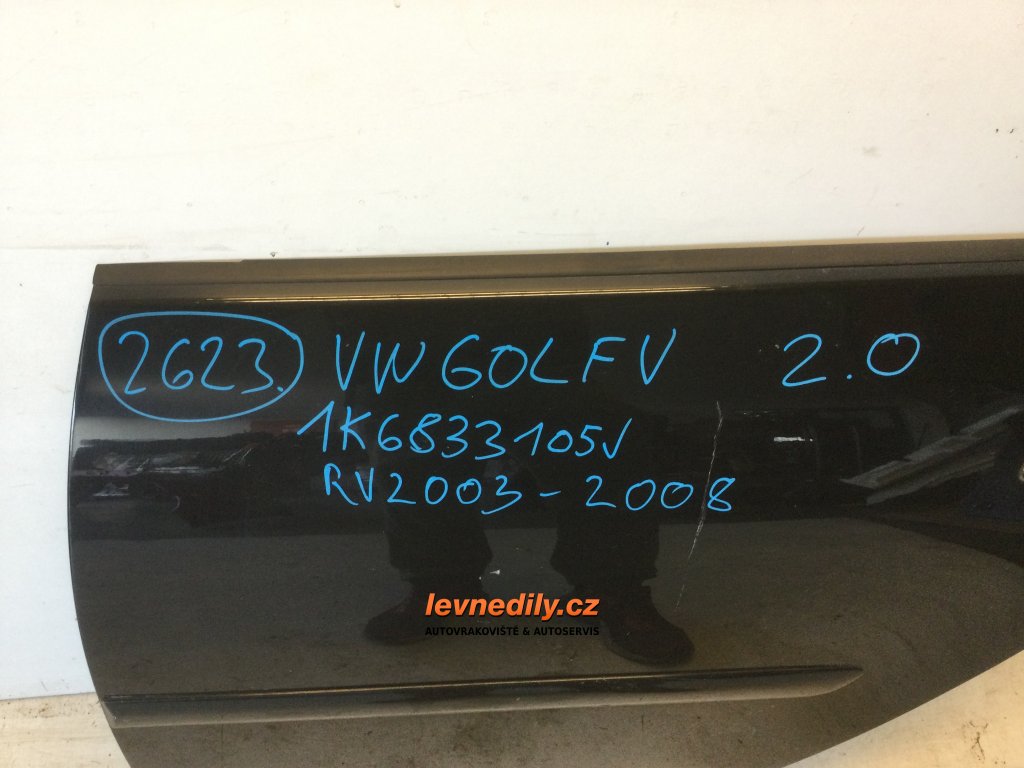 2623. VW GOLF V 2.0
1K6833105J
RV2003-2008
levnedily.cz
AUTOVRAKOVIŠTĚ & AUTOSERVIS